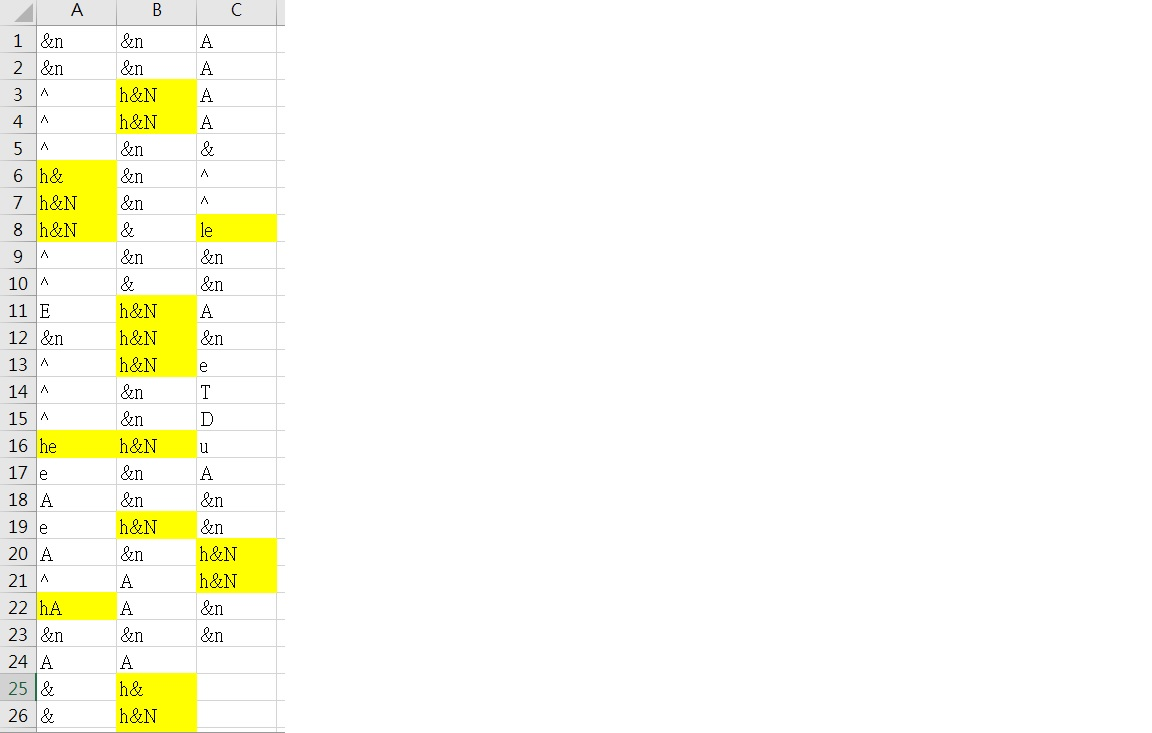 A B C
1 &n &n A
2 &n &n A
3 ^ h&N A
4 ^ h&N A
5 ^ &n &
6 h& &n ^
7 h&N &n ^
8 h&N & le
9 ^ &n &n
10 ^ & &n
11 E h&N A
12 &n h&N &n
13 ^ h&N e
14 ^ &n T
15 ^ &n D
16 he h&N u
17 e &n A
18 A &n &n
19 e h&N &n
20 A &n h&N
21 ^ A h&N
22 hA A &n
23 &n &n &n
24 A A
25 & h&
26 & h&N